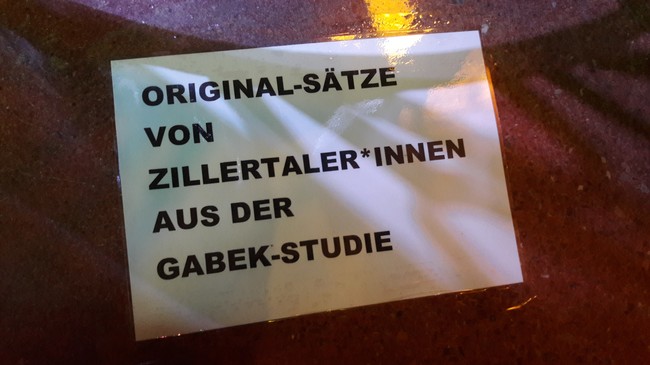 ORIGINAL-SÄTZE
VON
ZILLERTALER*INNEN
AUS DER
GABEK-STUDIE